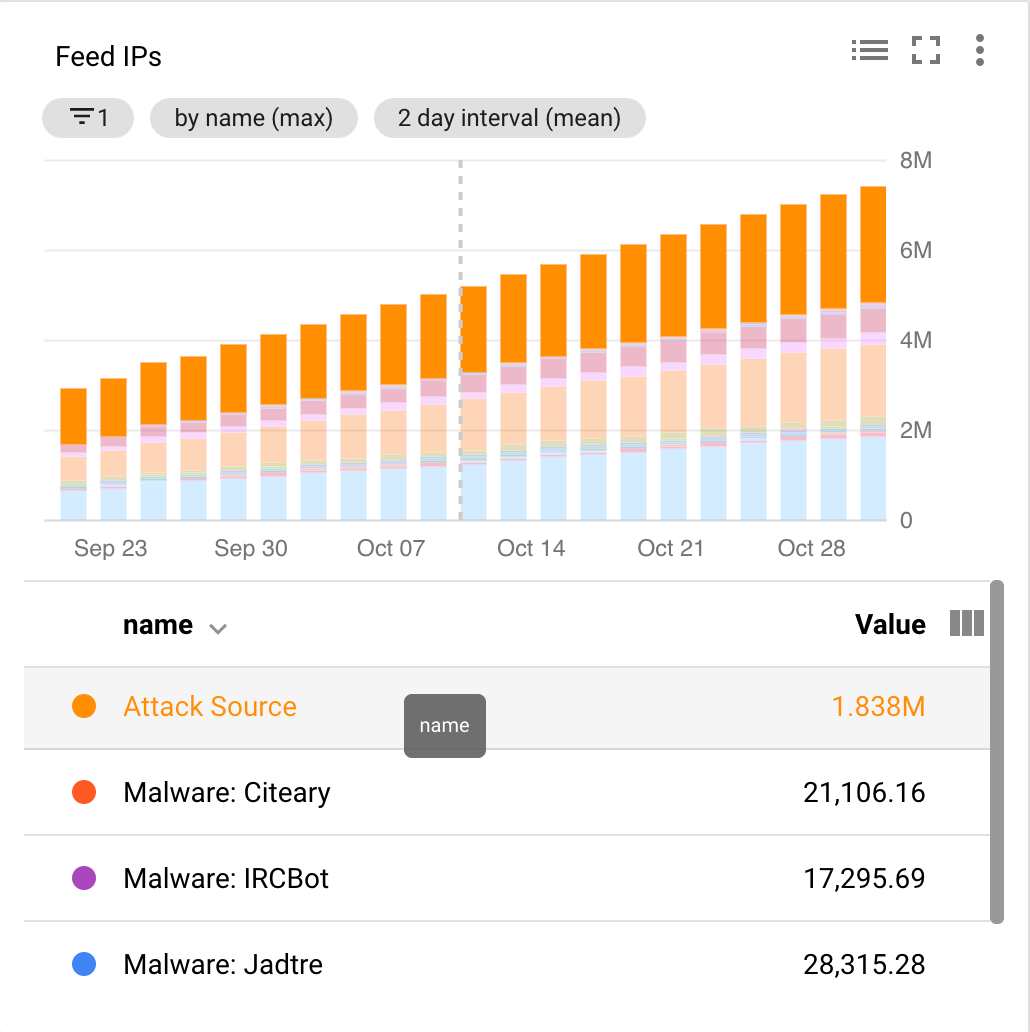 Feed IPs
1
by name (max)
2 day interval (mean)
8M
6M
4M
2M
0
Sep 23 Sep 30 Oct 07 Oct 14 Oct 21 Oct 28
name Value
Attack Source 1.838M
name
Malware: Citeary 21,106.16
Malware: IRCBot 17,295.69
Malware: Jadtre 28,315.28